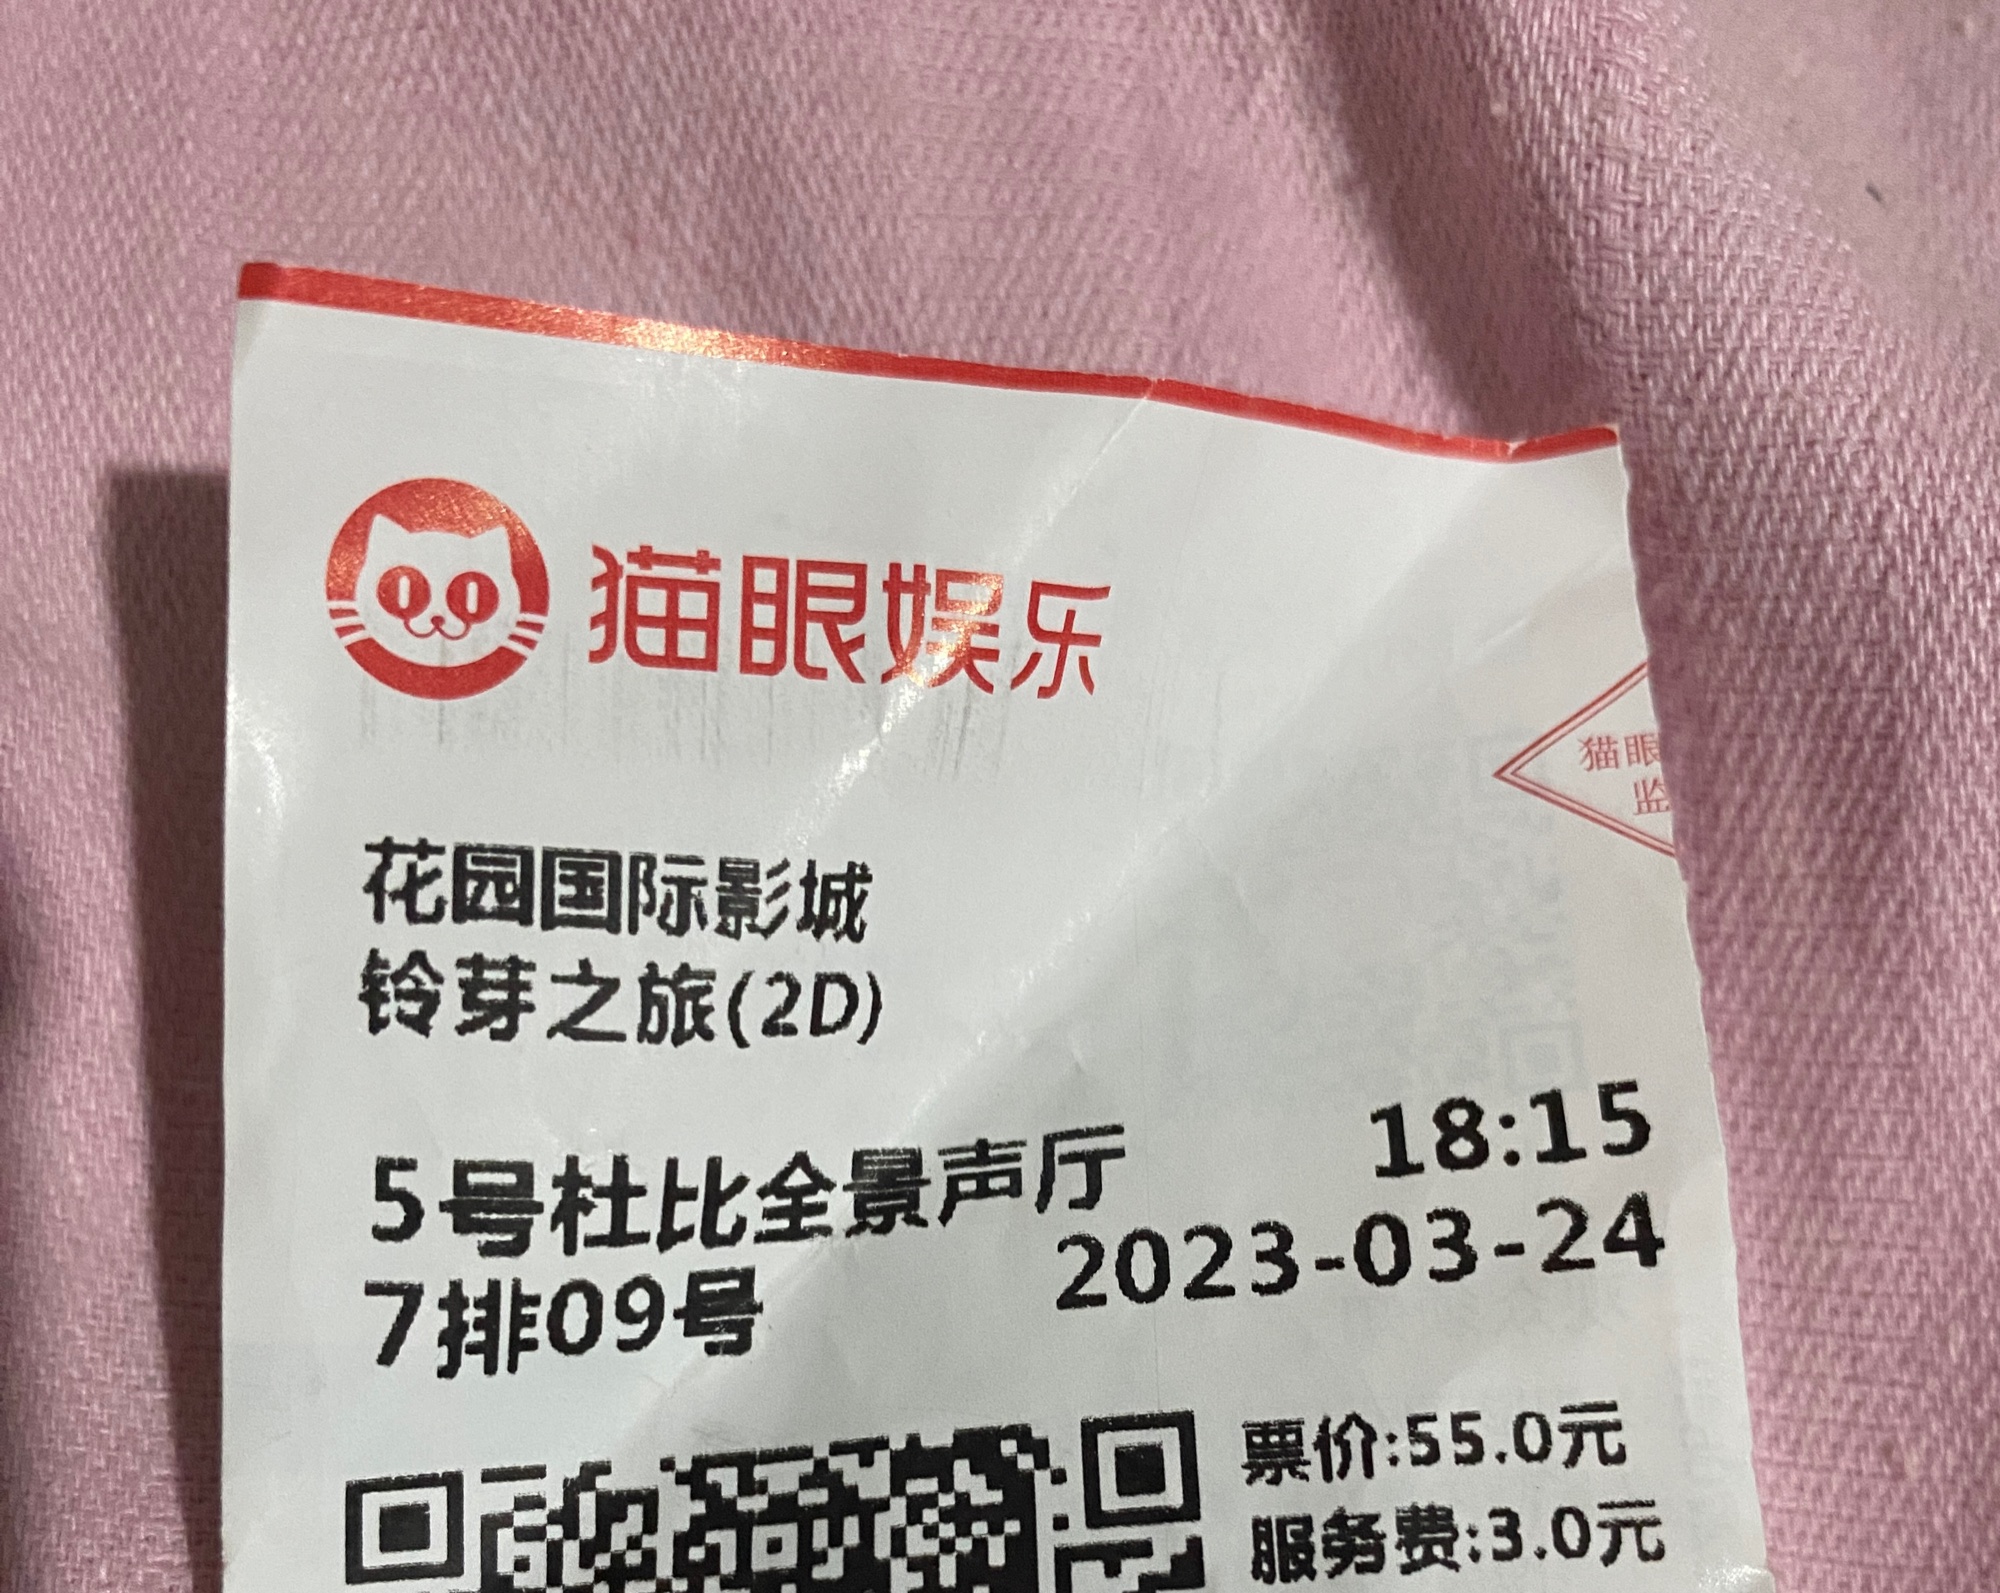 猫眼娱乐
猫眼
监
花园国际影城
铃芽之旅(2D)
5号杜比全景声厅
18:15
7排09号
2023-03-24
票价:55.0元
服务费:3.0元